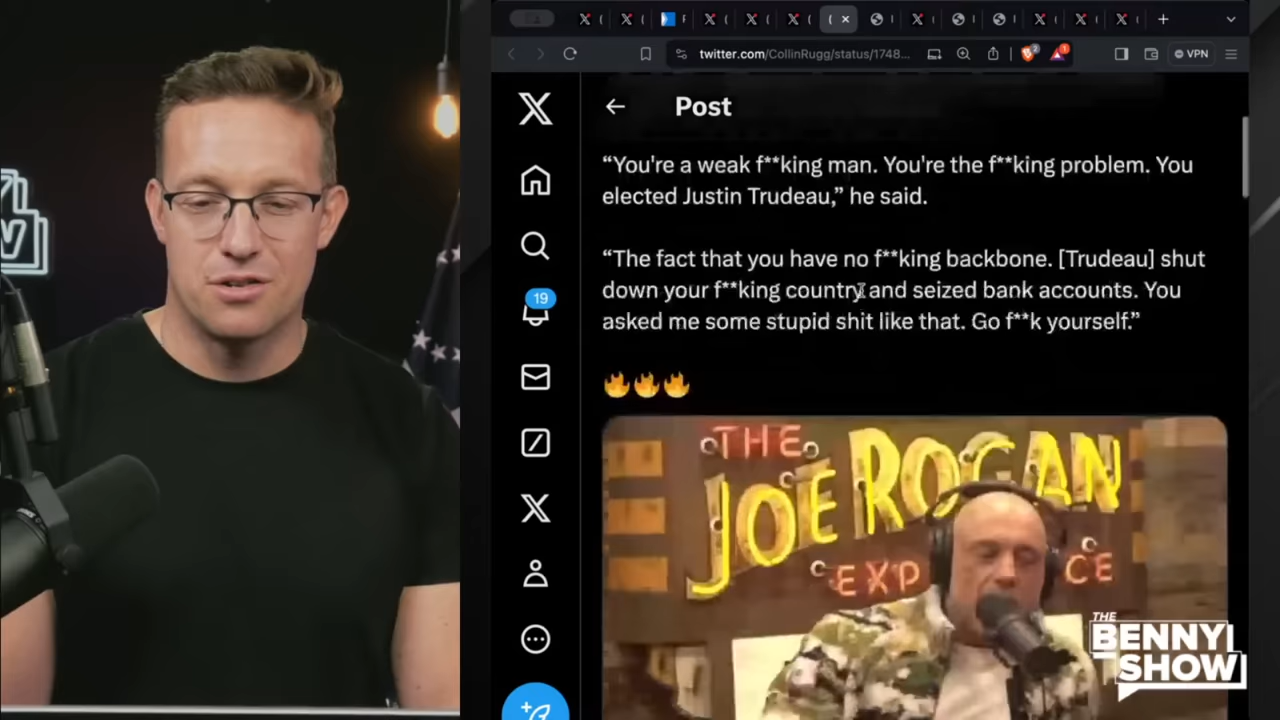 twitter.com/CollinRugg/status/1748...
VPN
Post
“You're a weak f**king man. You're the f**king problem. You
elected Justin Trudeau,” he said.
“The fact that you have no f**king backbone. [Trudeau] shut
down your f**king country and seized bank accounts. You
asked me some stupid shit like that. Go f**k yourself.”
19
THE
JOE ROGAN
EXP CE
THE
BENNY
SHOW